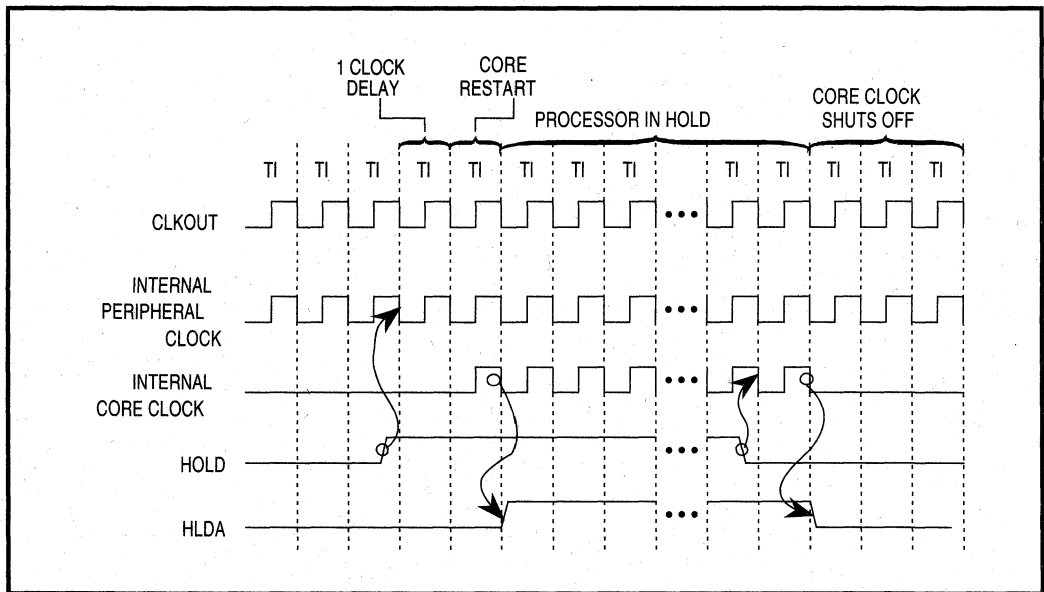 1 CLOCK
DELAY
CORE
RESTART
PROCESSOR IN HOLD
CORE CLOCK
SHUTS OFF
TI TI TI TI TI TI TI TI TI TI TI TI TI
CLKOUT
INTERNAL
PERIPHERAL
CLOCK
INTERNAL
CORE CLOCK
HOLD
HLDA